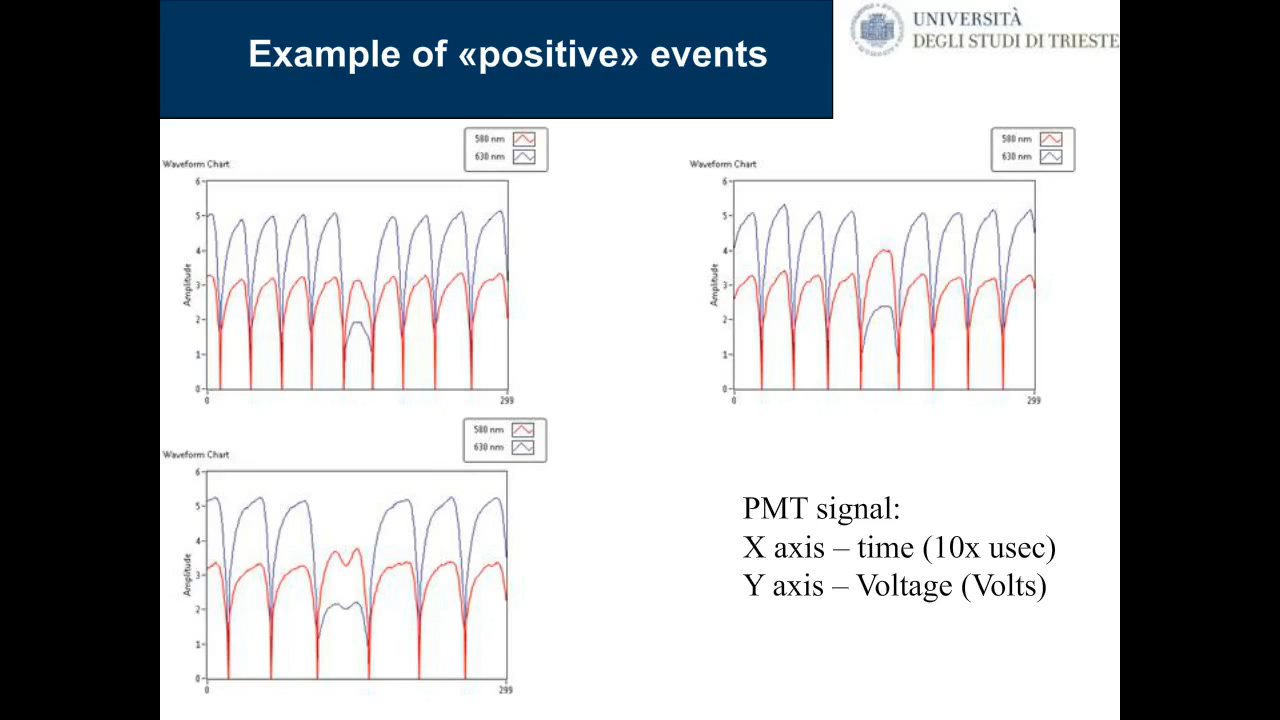 Example of «positive» events
UNIVERSITÀ
DEGLI STUDI DI TRIESTE
580 nm
630 nm
Waveform Chart
Amplitude
6
5
4
3
2
1
0
0
299
580 nm
630 nm
Waveform Chart
Amplitude
6
5
4
3
2
1
0
0
299
580 nm
630 nm
Waveform Chart
Amplitude
6
5
4
3
2
1
0
0
299
PMT signal:
X axis – time (10x usec)
Y axis – Voltage (Volts)